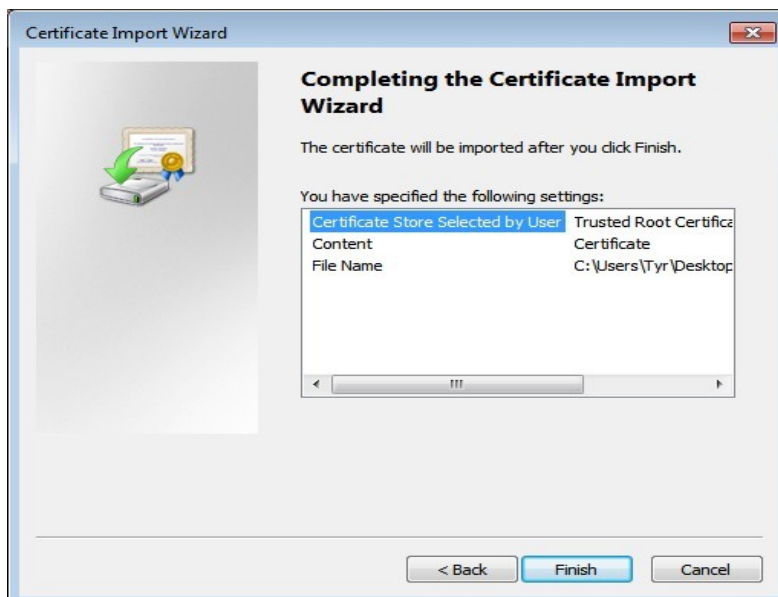 Certificate Import Wizard
Completing the Certificate Import
Wizard
The certificate will be imported after you click Finish.
You have specified the following settings:
Certificate Store Selected by User Trusted Root Certifica
Content Certificate
File Name C:\Users\Tyr\Desktop
< Back Finish Cancel